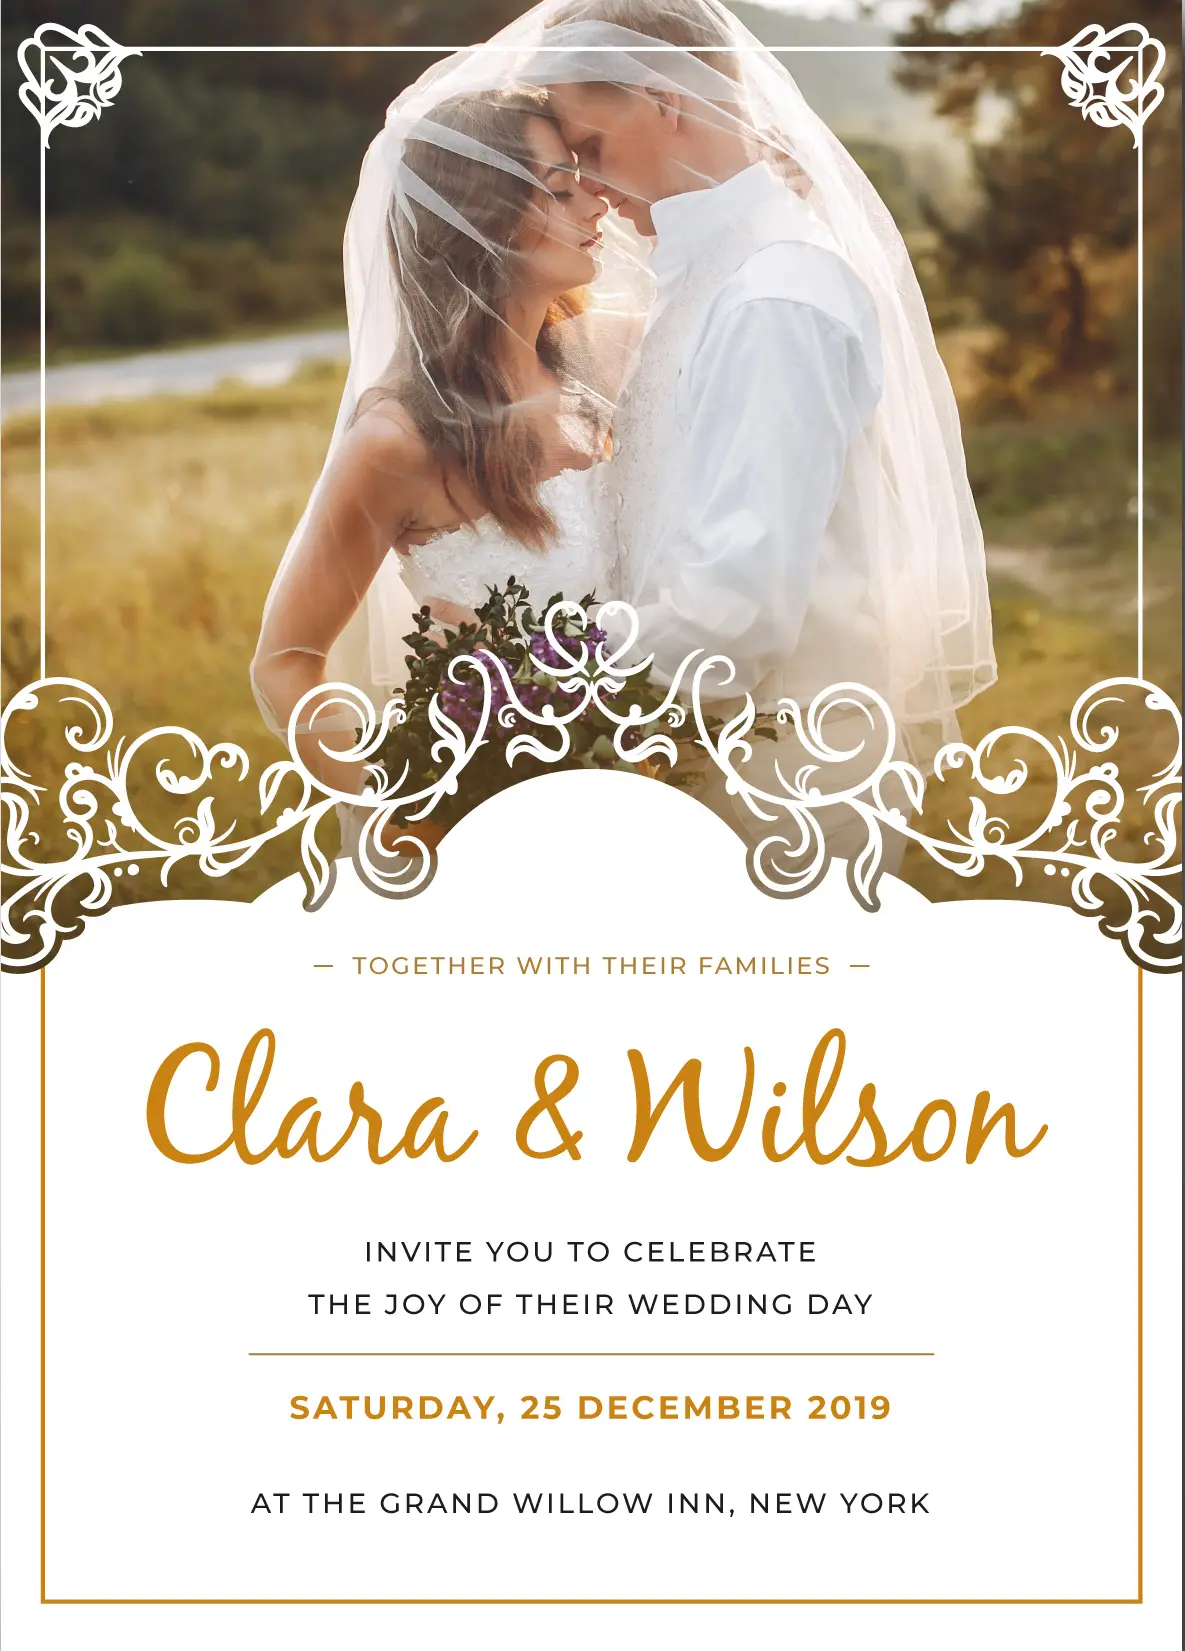 — TOGETHER WITH THEIR FAMILIES —
Clara & Wilson
INVITE YOU TO CELEBRATE
THE JOY OF THEIR WEDDING DAY
SATURDAY, 25 DECEMBER 2019
AT THE GRAND WILLOW INN, NEW YORK